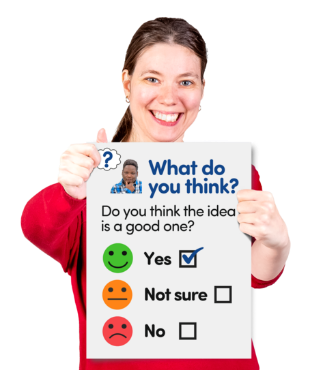 ?
What do
you think?
Do you think the idea
is a good one?
Yes
Not sure
No